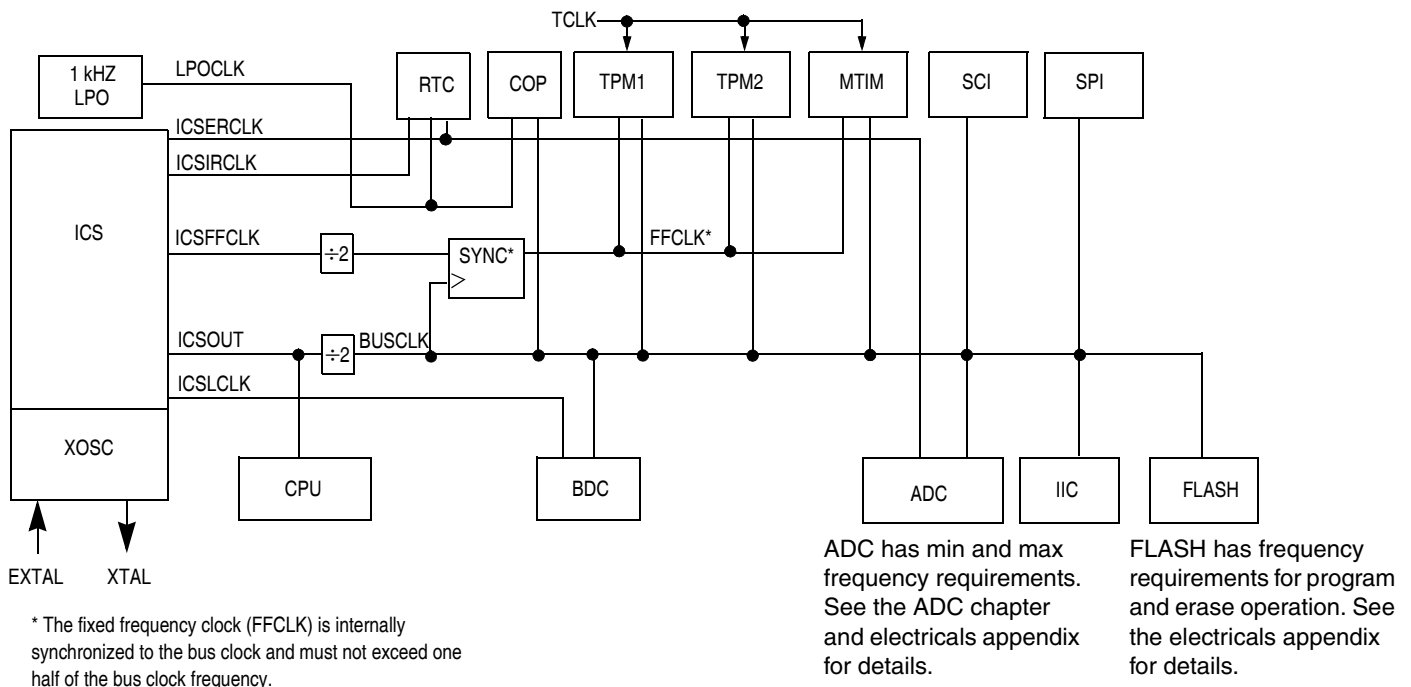 TCLK
1 kHZ
LPO
LPOCLK
RTC
COP
TPM1
TPM2
MTIM
SCI
SPI
ICSERCLK
ICSIRCLK
ICS
ICSFFCLK
÷2
SYNC*
FFCLK*
ICSOUT
÷2
BUSCLK
ICSLCLK
XOSC
CPU
BDC
ADC
IIC
FLASH
EXTAL
XTAL
ADC has min and max
frequency requirements.
See the ADC chapter
and electricals appendix
for details.
FLASH has frequency
requirements for program
and erase operation. See
the electricals appendix
for details.
* The fixed frequency clock (FFCLK) is internally
synchronized to the bus clock and must not exceed one
half of the bus clock frequency.